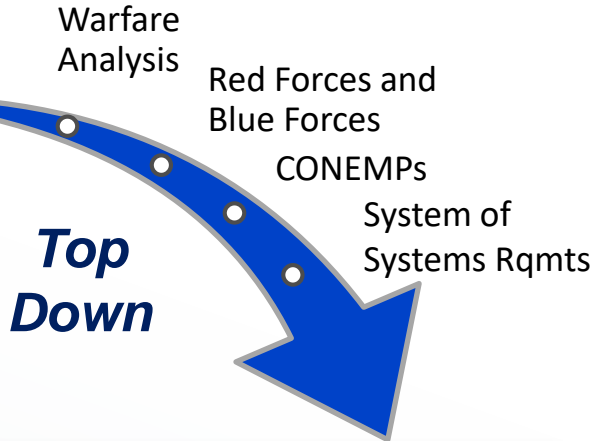 Warfare
Analysis
Red Forces and
Blue Forces
CONEMPs
System of
Systems Rqmts
Top
Down